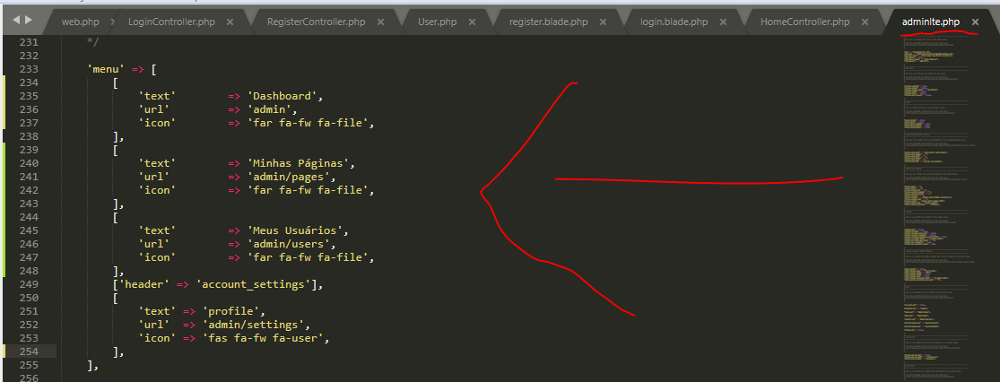 web.php × LoginController.php × RegisterController.php × User.php × register.blade.php × login.blade.php × HomeController.php × adminlte.php ×
231 */
232
233 'menu' => [
234 [
235 'text' => 'Dashboard',
236 'url' => 'admin',
237 'icon' => 'far fa-fw fa-file',
238 ],
239 [
240 'text' => 'Minhas Páginas',
241 'url' => 'admin/pages',
242 'icon' => 'far fa-fw fa-file',
243 ],
244 [
245 'text' => 'Meus Usuários',
246 'url' => 'admin/users',
247 'icon' => 'far fa-fw fa-file',
248 ],
249 ['header' => 'account_settings'],
250 [
251 'text' => 'profile',
252 'url' => 'admin/settings',
253 'icon' => 'fas fa-fw fa-user',
254 ],
255 ],
256